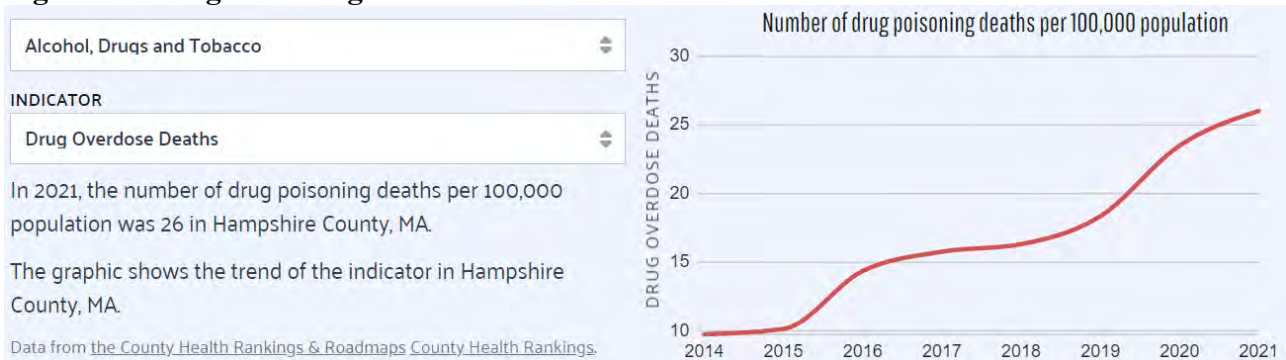 Alcohol, Drugs and Tobacco
INDICATOR
Drug Overdose Deaths
In 2021, the number of drug poisoning deaths per 100,000
population was 26 in Hampshire County, MA.
The graphic shows the trend of the indicator in Hampshire
County, MA.
Data from the County Health Rankings & Roadmaps County Health Rankings.
Number of drug poisoning deaths per 100,000 population
DRUG OVERDOSE DEATHS
30
25
20
15
10
2014 2015 2016 2017 2018 2019 2020 2021